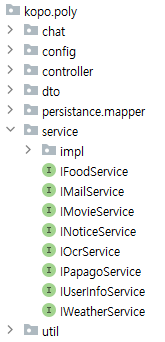 kopo.poly
chat
config
controller
dto
persistance.mapper
service
impl
IFoodService
IMailService
IMovieService
INoticeService
IOcrService
IPapagoService
IUserInfoService
IWeatherService
util